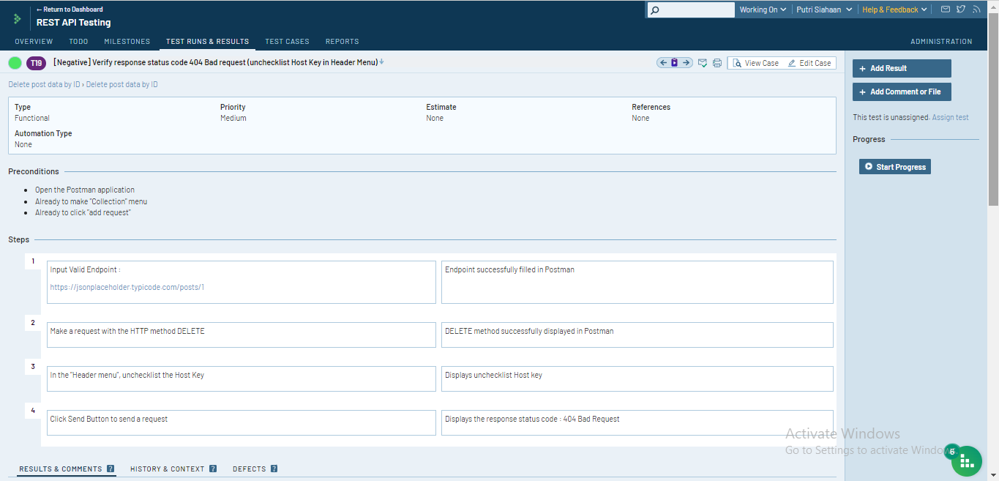 ← Return to Dashboard
REST API Testing
Working On
Putri Siahaan
Help & Feedback
OVERVIEW TODO MILESTONES TEST RUNS & RESULTS TEST CASES REPORTS ADMINISTRATION
T19 [Negative] Verify response status code 404 Bad request (unchecklist Host Key in Header Menu)
View Case Edit Case
Delete post data by ID › Delete post data by ID
Type Priority Estimate References
Functional Medium None None
Automation Type
None
Preconditions
• Open the Postman application
• Already to make "Collection" menu
• Already to click "add request"
Steps
1
Input Valid Endpoint :
https://jsonplaceholder.typicode.com/posts/1
Endpoint successfully filled in Postman
2
Make a request with the HTTP method DELETE
DELETE method successfully displayed in Postman
3
In the "Header menu", unchecklist the Host Key
Displays unchecklist Host key
4
Click Send Button to send a request
Displays the response status code : 404 Bad Request
RESULTS & COMMENTS ? HISTORY & CONTEXT ? DEFECTS ?
+ Add Result
+ Add Comment or File
This test is unassigned. Assign test
Progress
Start Progress
Activate Windows
Go to Settings to activate Windo
6